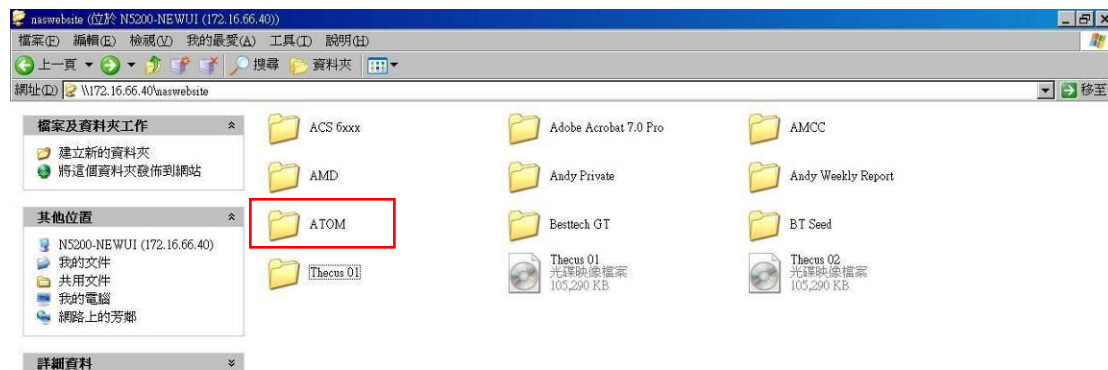 naswebsite (位於 N5200-NEWUI (172.16.66.40))
檔案(F) 編輯(E) 檢視(V) 我的最愛(A) 工具(T) 說明(H)
上一頁 搜尋 資料夾
網址(D) \\172.16.66.40\naswebsite 移至
檔案及資料夾工作
建立新的資料夾
將這個資料夾發佈到網站
其他位置
N5200-NEWUI (172.16.66.40)
我的文件
共用文件
我的電腦
網路上的芳鄰
詳細資料
ACS 6xxx
Adobe Acrobat 7.0 Pro
AMCC
AMD
Andy Private
Andy Weekly Report
ATOM
Besttech GT
BT Seed
Thecus 01
Thecus 01
光碟映像檔案
105,290 KB
Thecus 02
光碟映像檔案
105,290 KB